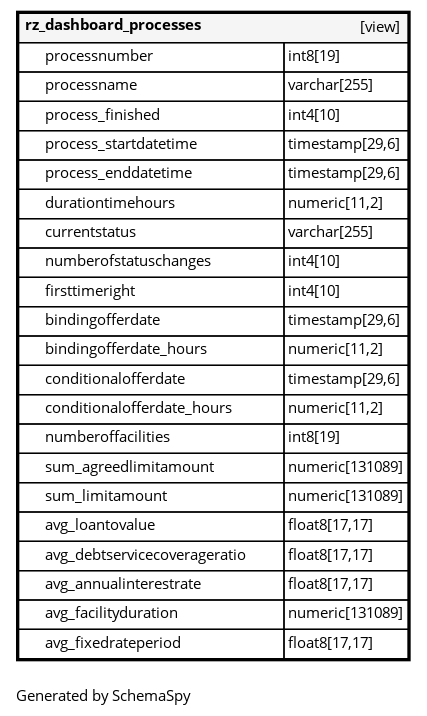 rz_dashboard_processes [view]
processnumber int8[19]
processname varchar[255]
process_finished int4[10]
process_startdatetime timestamp[29,6]
process_enddatetime timestamp[29,6]
durationtimehours numeric[11,2]
currentstatus varchar[255]
numberofstatuschanges int4[10]
firsttimeright int4[10]
bindingofferdate timestamp[29,6]
bindingofferdate_hours numeric[11,2]
conditionalofferdate timestamp[29,6]
conditionalofferdate_hours numeric[11,2]
numberoffacilities int8[19]
sum_agreedlimitamount numeric[131089]
sum_limitamount numeric[131089]
avg_loantovalue float8[17,17]
avg_debtservicecoverageratio float8[17,17]
avg_annualinterestrate float8[17,17]
avg_facilityduration numeric[131089]
avg_fixedrateperiod float8[17,17]
Generated by SchemaSpy